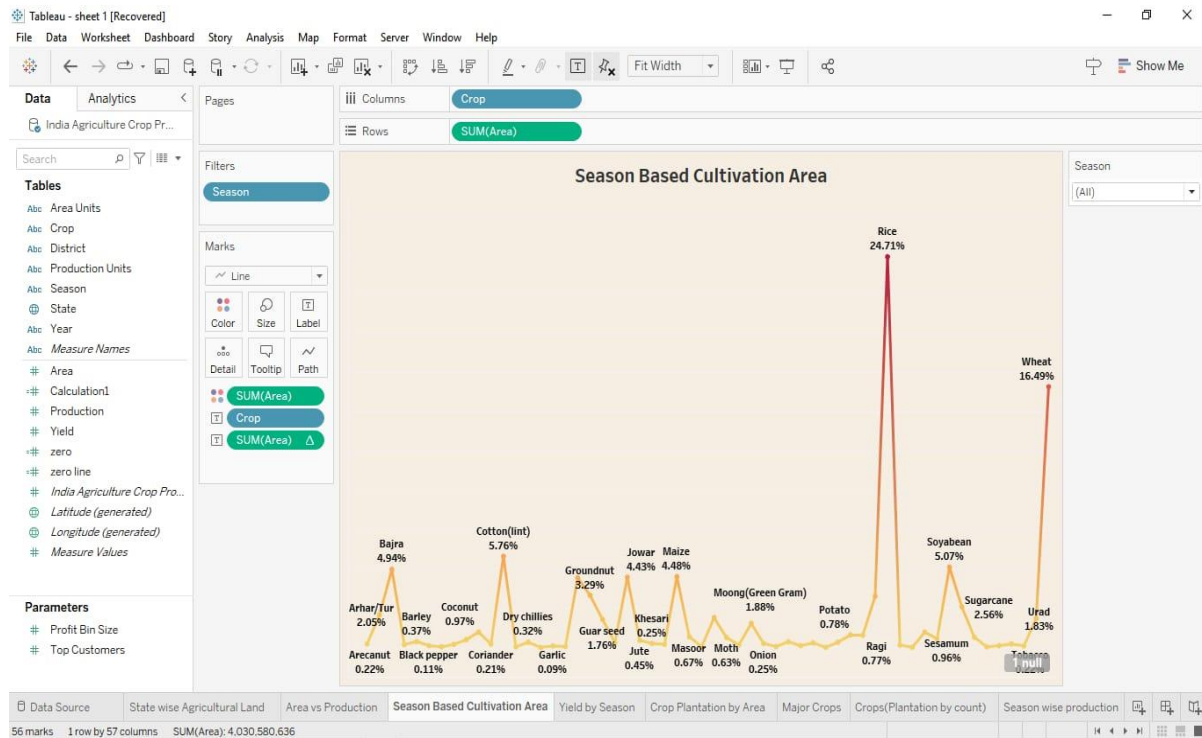 Tableau - sheet 1 [Recovered]
File Data Worksheet Dashboard Story Analysis Map Format Server Window Help
Fit Width
Show Me
Data Analytics
India Agriculture Crop Pr...
Search
Tables
Abc Area Units
Abc Crop
Abc District
Abc Production Units
Abc Season
State
Abc Year
Abc Measure Names
# Area
=# Calculation1
# Production
# Yield
=# zero
=# zero line
# India Agriculture Crop Pro...
Latitude (generated)
Longitude (generated)
# Measure Values
Parameters
# Profit Bin Size
# Top Customers
Pages
Filters
Season
Marks
Line
Color Size Label
Detail Tooltip Path
SUM(Area)
Crop
SUM(Area) Δ
Columns Crop
Rows SUM(Area)
Season Based Cultivation Area
Rice
24.71%
Wheat
16.49%
Cotton(lint)
5.76%
Bajra
4.94%
Groundnut
3.29%
Jowar
4.43%
Maize
4.48%
Soyabean
5.07%
Moong(Green Gram)
1.88%
Sugarcane
2.56%
Arhar/Tur
2.05%
Barley
0.37%
Coconut
0.97%
Dry chillies
0.32%
Guar seed
1.76%
Khesari
0.25%
Potato
0.78%
Urad
1.83%
Arecanut
0.22%
Black pepper
0.11%
Coriander
0.21%
Garlic
0.09%
Jute
0.45%
Masoor
0.67%
Moth
0.63%
Onion
0.25%
Ragi
0.77%
Sesamum
0.96%
Tobacco
0.22%
1 null
Season
(All)
Data Source State wise Agricultural Land Area vs Production Season Based Cultivation Area Yield by Season Crop Plantation by Area Major Crops Crops(Plantation by count) Season wise production
56 marks 1 row by 57 columns SUM(Area): 4,030,580,636